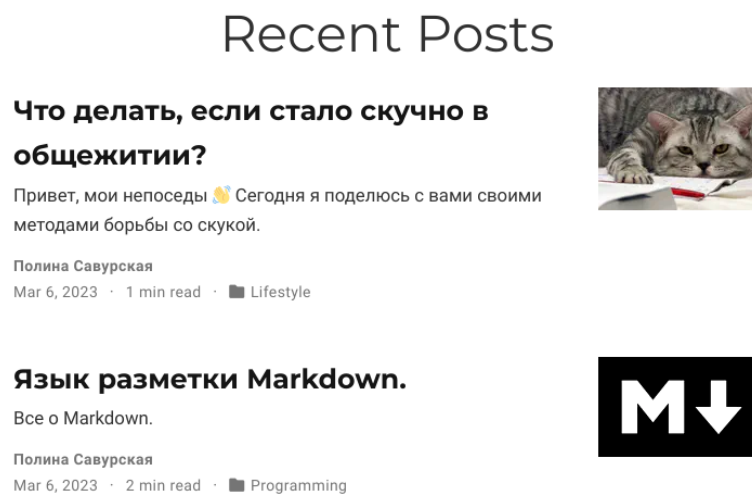 Recent Posts
Что делать, если стало скучно в
общежитии?
Привет, мои непоседы 👋 Сегодня я поделюсь с вами своими
методами борьбы со скукой.
Полина Савурская
Mar 6, 2023 · 1 min read · Lifestyle
Язык разметки Markdown.
Все о Markdown.
Полина Савурская
Mar 6, 2023 · 2 min read · Programming
M